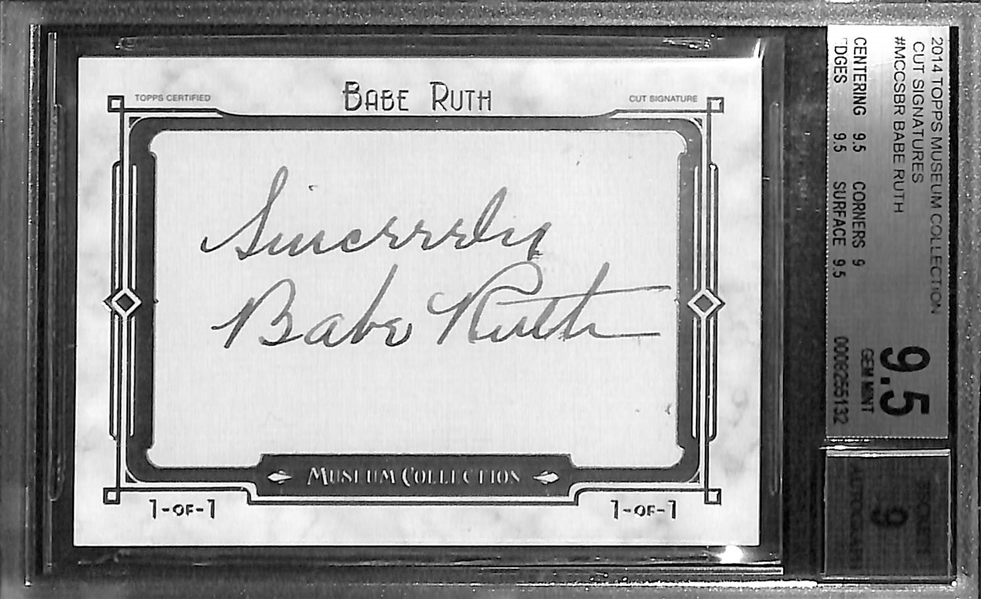 TOPPS CERTIFIED
BABE RUTH
CUT SIGNATURE
Sincerely
Babe Ruth
MUSEUM COLLECTION
1-OF-1
1-OF-1
2014 TOPPS MUSEUM COLLECTION
CUT SIGNATURES
#MCCSBR BABE RUTH
CENTERING 9.5 CORNERS 9
EDGES 9.5 SURFACE 9.5
9.5
GEM MINT
0008255132
9
AUTOGRAPH